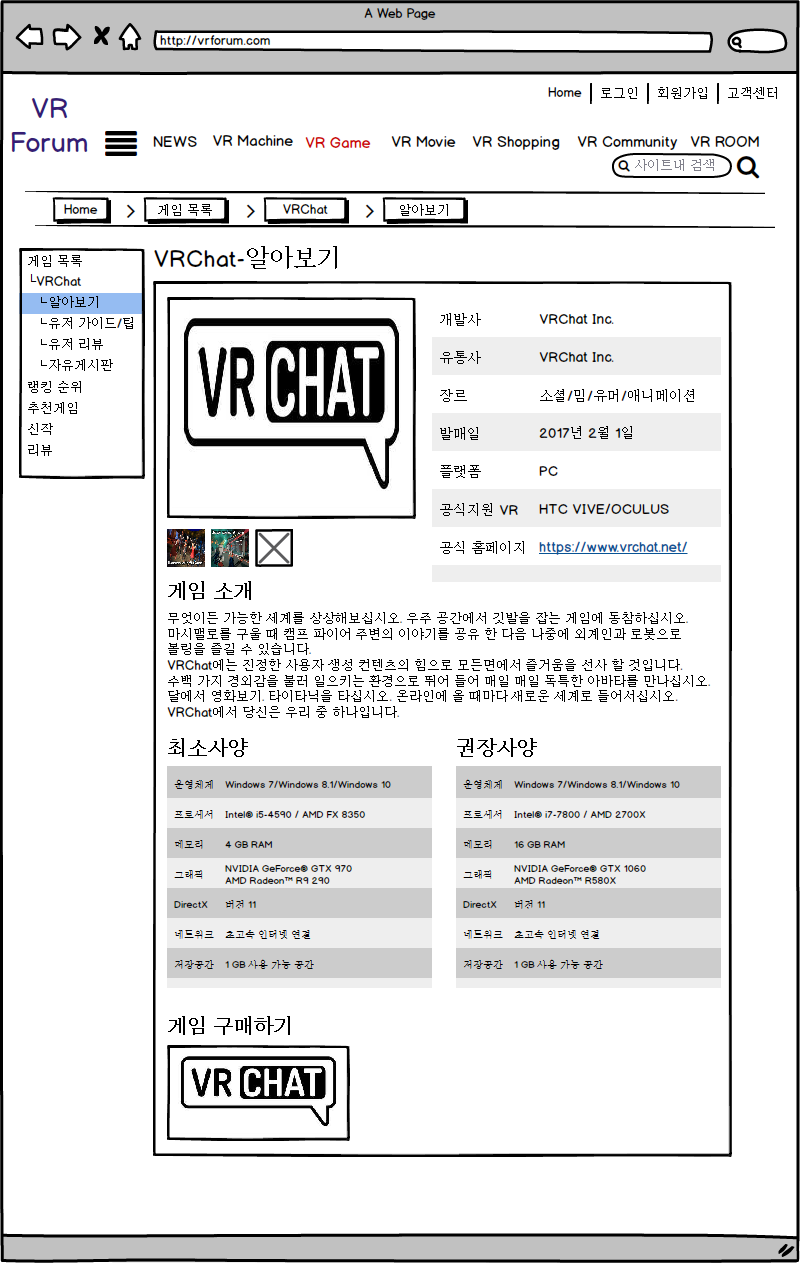 A Web Page
http://vrforum.com
Home 로그인 회원가입 고객센터
VR
Forum
NEWS VR Machine VR Game VR Movie VR Shopping VR Community VR ROOM
사이트내 검색
Home 게임 목록 VRChat 알아보기
게임 목록
└VRChat
└알아보기
└유저 가이드/팁
└유저 리뷰
└자유게시판
랭킹 순위
추천게임
신작
리뷰
VRChat-알아보기
VR CHAT
개발사 VRChat Inc.
유통사 VRChat Inc.
장르 소셜/밈/유머/애니메이션
발매일 2017년 2월 1일
플랫폼 PC
공식지원 VR HTC VIVE/OCULUS
공식 홈페이지 https://www.vrchat.net/
게임 소개
무엇이든 가능한 세계를 상상해보십시오. 우주 공간에서 깃발을 잡는 게임에 동참하십시오.
마시멜로를 구울 때 캠프 파이어 주변의 이야기를 공유 한 다음 나중에 외계인과 로봇으로
볼링을 즐길 수 있습니다.
VRChat에는 진정한 사용자 생성 컨텐츠의 힘으로 모든면에서 즐거움을 선사 할 것입니다.
수백 가지 경외감을 불러 일으키는 환경으로 뛰어 들어 매일 매일 독특한 아바타를 만나십시오.
달에서 영화보기. 타이타닉을 타십시오. 온라인에 올 때마다 새로운 세계로 들어서십시오.
VRChat에서 당신은 우리 중 하나입니다.
최소사양
운영체제 Windows 7/Windows 8.1/Windows 10
프로세서 Intel® i5-4590 / AMD FX 8350
메모리 4 GB RAM
그래픽 NVIDIA GeForce® GTX 970
AMD Radeon™ R9 290
DirectX 버전 11
네트워크 초고속 인터넷 연결
저장공간 1 GB 사용 가능 공간
권장사양
운영체제 Windows 7/Windows 8.1/Windows 10
프로세서 Intel® i7-7800 / AMD 2700X
메모리 16 GB RAM
그래픽 NVIDIA GeForce® GTX 1060
AMD Radeon™ R580X
DirectX 버전 11
네트워크 초고속 인터넷 연결
저장공간 1 GB 사용 가능 공간
게임 구매하기
VR CHAT